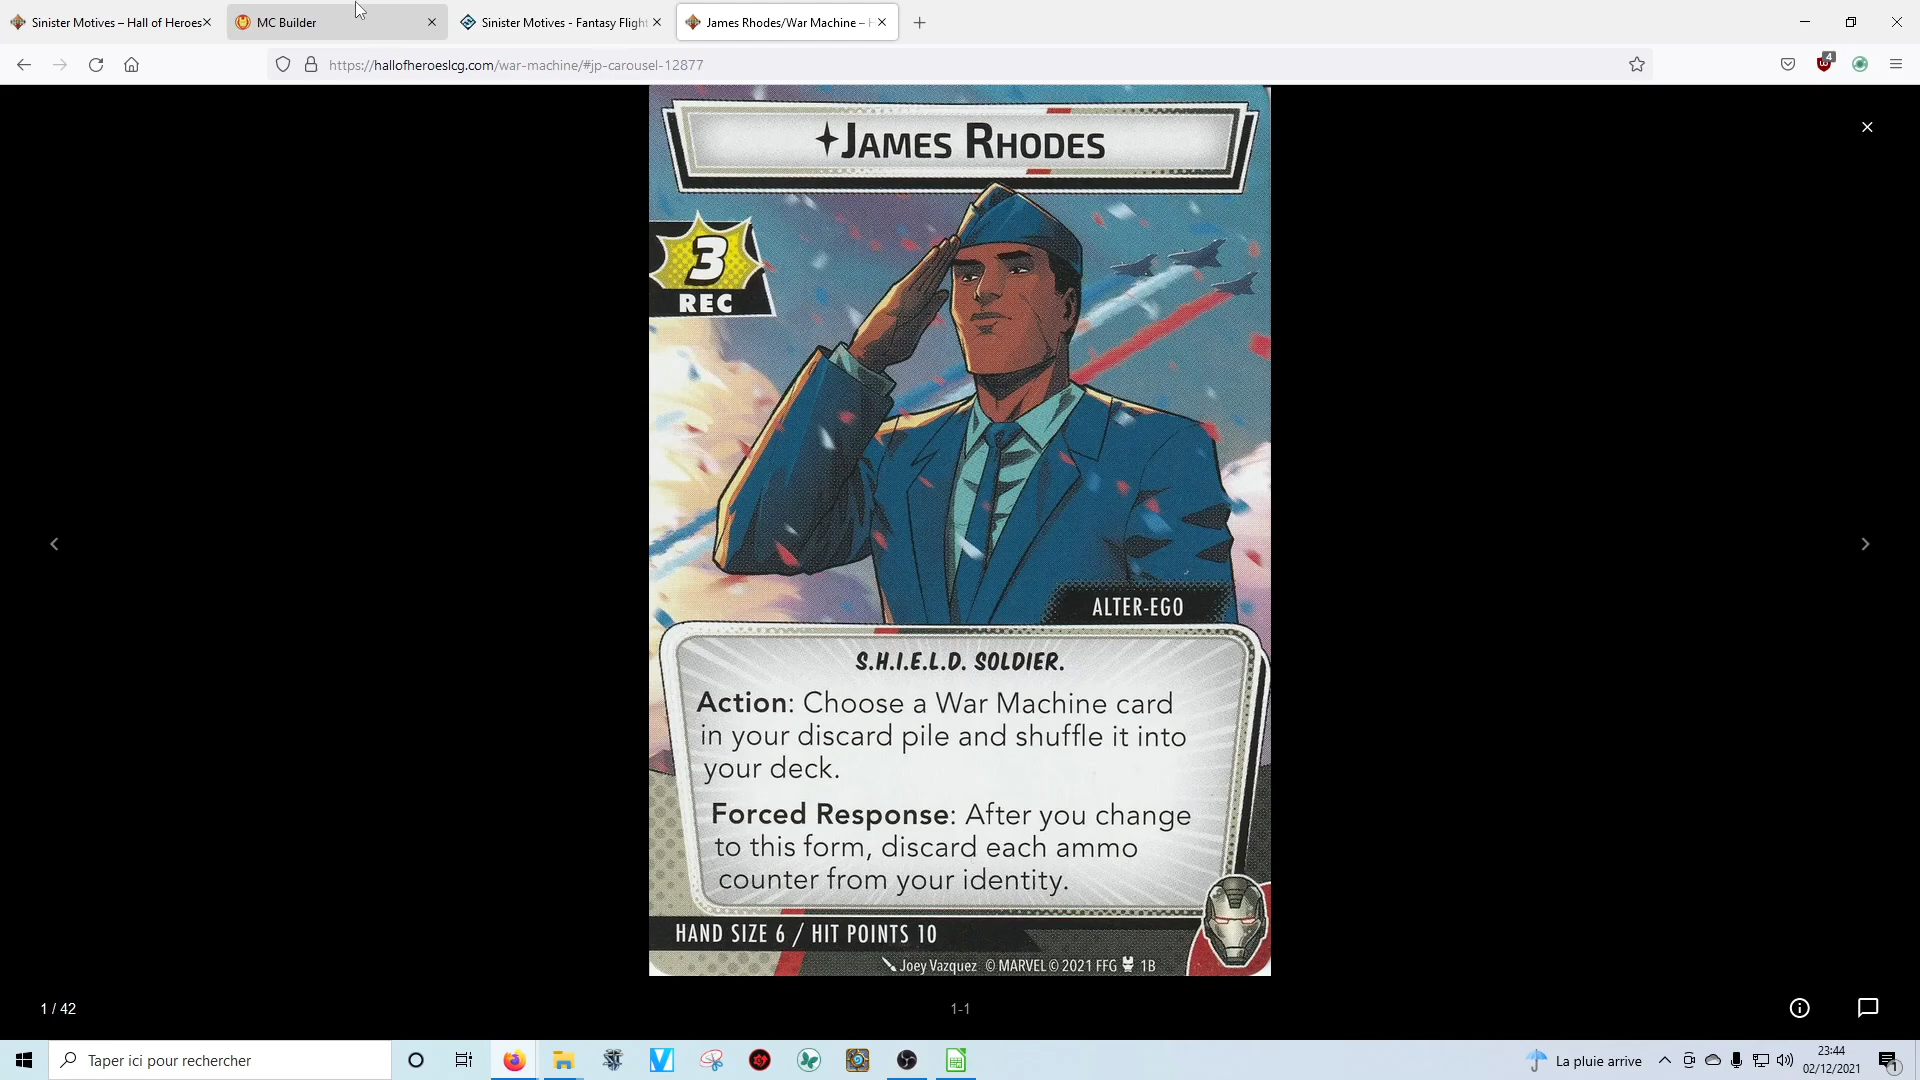 Sinister Motives – Hall of Heroes
MC Builder
Sinister Motives - Fantasy Flight
James Rhodes/War Machine – H
https://hallofheroeslcg.com/war-machine/#jp-carousel-12877
4
JAMES RHODES
3
REC
ALTER-EGO
S.H.I.E.L.D. SOLDIER.
Action: Choose a War Machine card
in your discard pile and shuffle it into
your deck.
Forced Response: After you change
to this form, discard each ammo
counter from your identity.
HAND SIZE 6 / HIT POINTS 10
Joey Vazquez © MARVEL © 2021 FFG 1B
1 / 42
1-1
Taper ici pour rechercher
La pluie arrive
23:44
02/12/2021
1